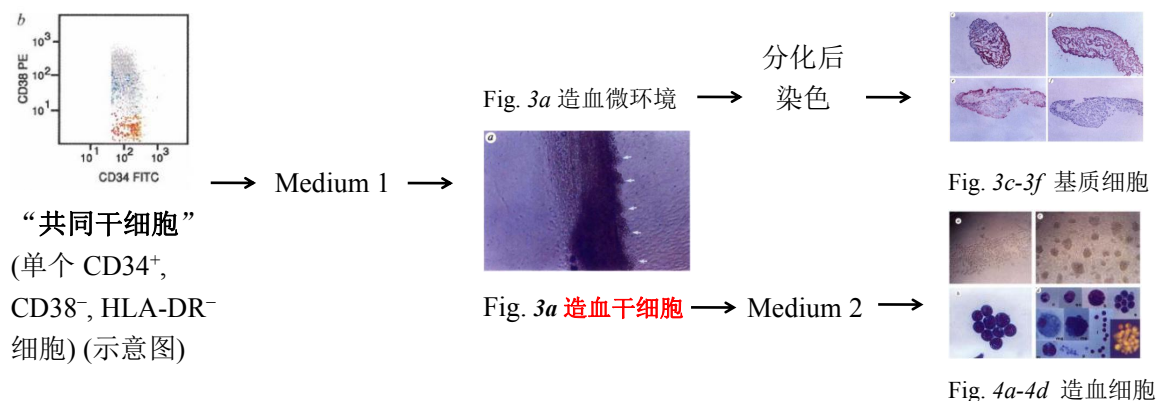 b
CD38 PE
10³
10²
10¹
10¹ 10² 10³
CD34 FITC
“共同干细胞”
(单个 CD34⁺,
CD38⁻, HLA-DR⁻
细胞) (示意图)
Medium 1
Fig. 3a 造血微环境
a
Fig. 3a 造血干细胞
分化后
染色
Medium 2
c d
e f
Fig. 3c-3f 基质细胞
Fig. 4a-4d 造血细胞